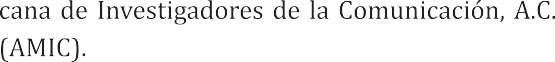 cana de Investigadores de la Comunicación, A.C.
(AMIC).